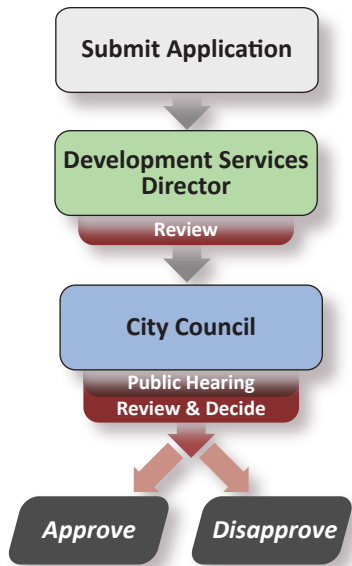 Submit Application
Development Services
Director
Review
City Council
Public Hearing
Review & Decide
Approve
Disapprove